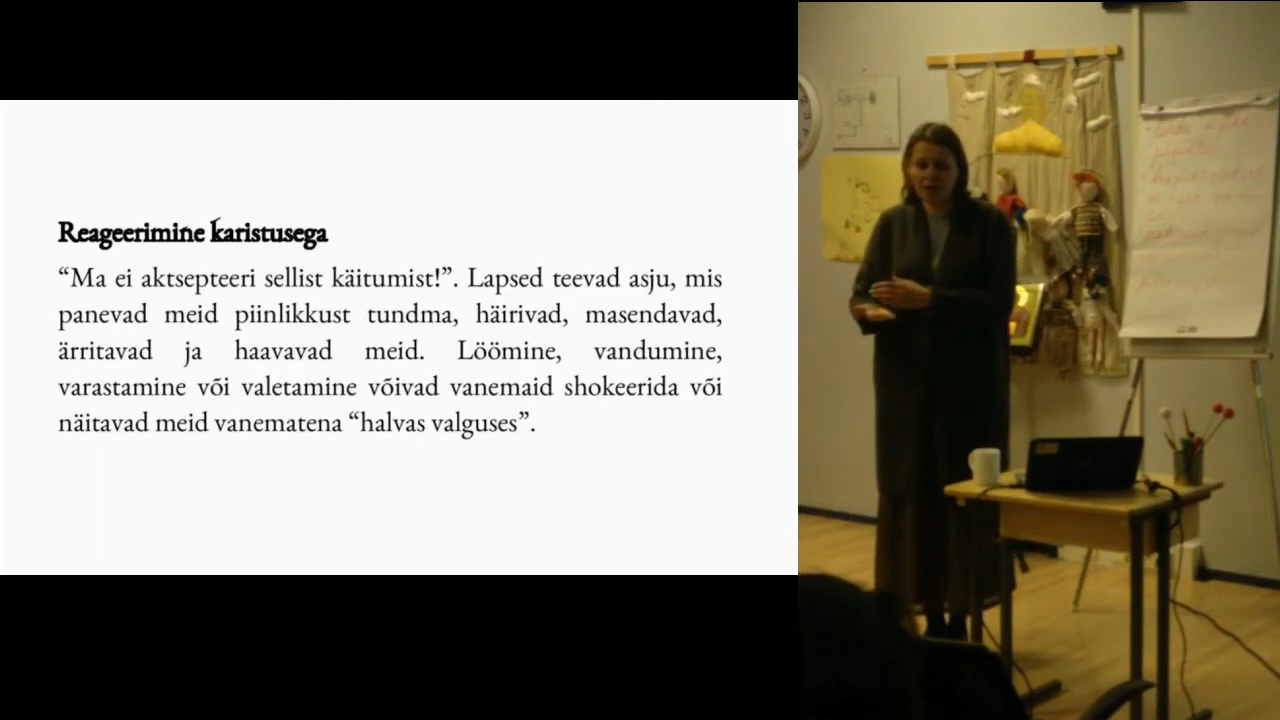 Reageerimine karistusega
“Ma ei aktsepteeri sellist käitumist!”. Lapsed teevad asju, mis
panevad meid piinlikkust tundma, häirivad, masendavad,
ärritavad ja haavavad meid. Löömine, vandumine,
varastamine või valetamine võivad vanemaid shokeerida või
näitavad meid vanematena “halvas valguses”.